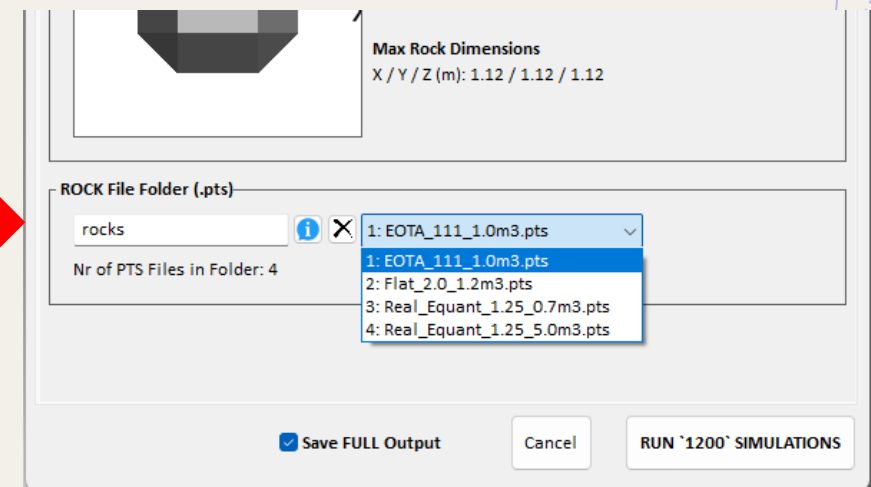 Max Rock Dimensions
X / Y / Z (m): 1.12 / 1.12 / 1.12
ROCK File Folder (.pts)
rocks
1: EOTA_111_1.0m3.pts
Nr of PTS Files in Folder: 4
1: EOTA_111_1.0m3.pts
2: Flat_2.0_1.2m3.pts
3: Real_Equant_1.25_0.7m3.pts
4: Real_Equant_1.25_5.0m3.pts
Save FULL Output
Cancel
RUN `1200` SIMULATIONS